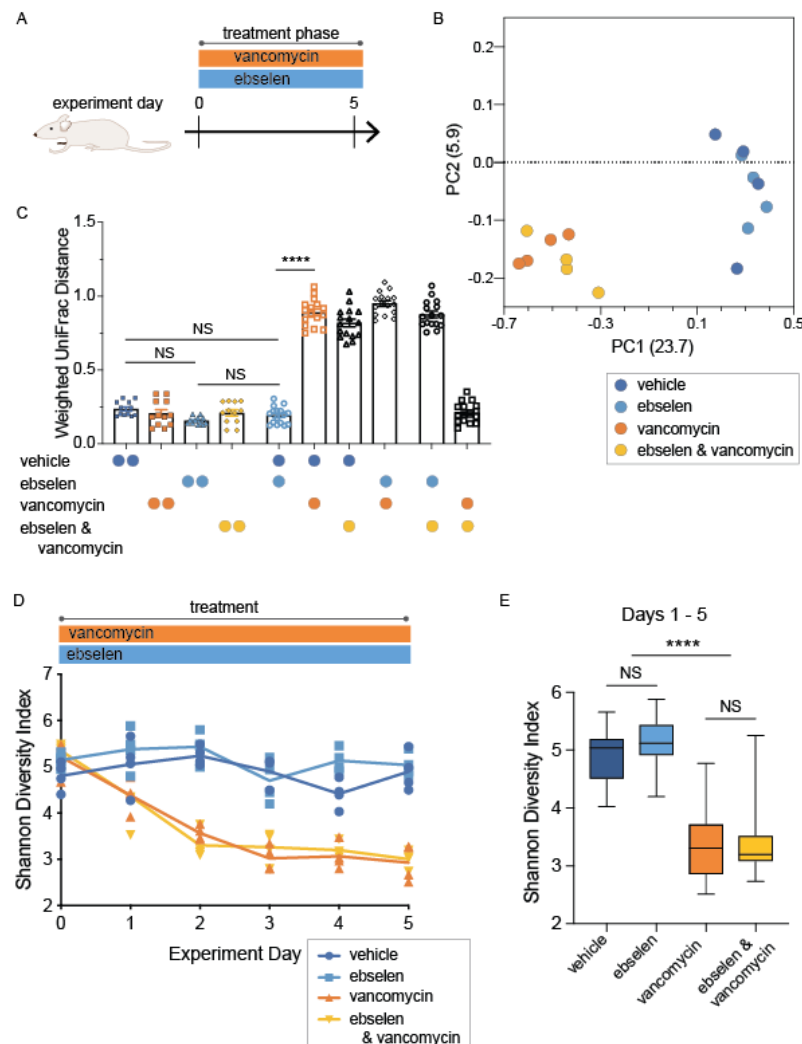 A
treatment phase
vancomycin
ebselen
experiment day
0
5
B
0.2
0.1
0.0
-0.1
-0.2
PC2 (5.9)
-0.7
-0.3
0.1
0.5
PC1 (23.7)
vehicle
ebselen
vancomycin
ebselen & vancomycin
C
1.5
1.0
0.5
0.0
Weighted UniFrac Distance
NS
NS
NS
****
vehicle
ebselen
vancomycin
ebselen &
vancomycin
D
treatment
vancomycin
ebselen
7
6
5
4
3
2
Shannon Diversity Index
0
1
2
3
4
5
Experiment Day
vehicle
ebselen
vancomycin
ebselen
& vancomycin
E
Days 1 - 5
****
NS
NS
6
5
4
3
2
Shannon Diversity Index
vehicle
ebselen
vancomycin
ebselen &
vancomycin